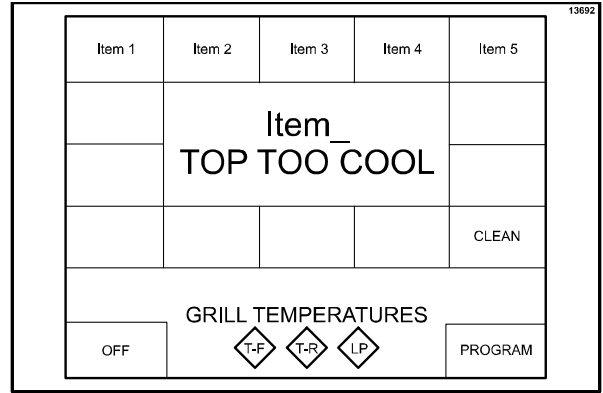 13692
Item 1 Item 2 Item 3 Item 4 Item 5
Item_
TOP TOO COOL
CLEAN
GRILL TEMPERATURES
OFF T-F T-R LP PROGRAM